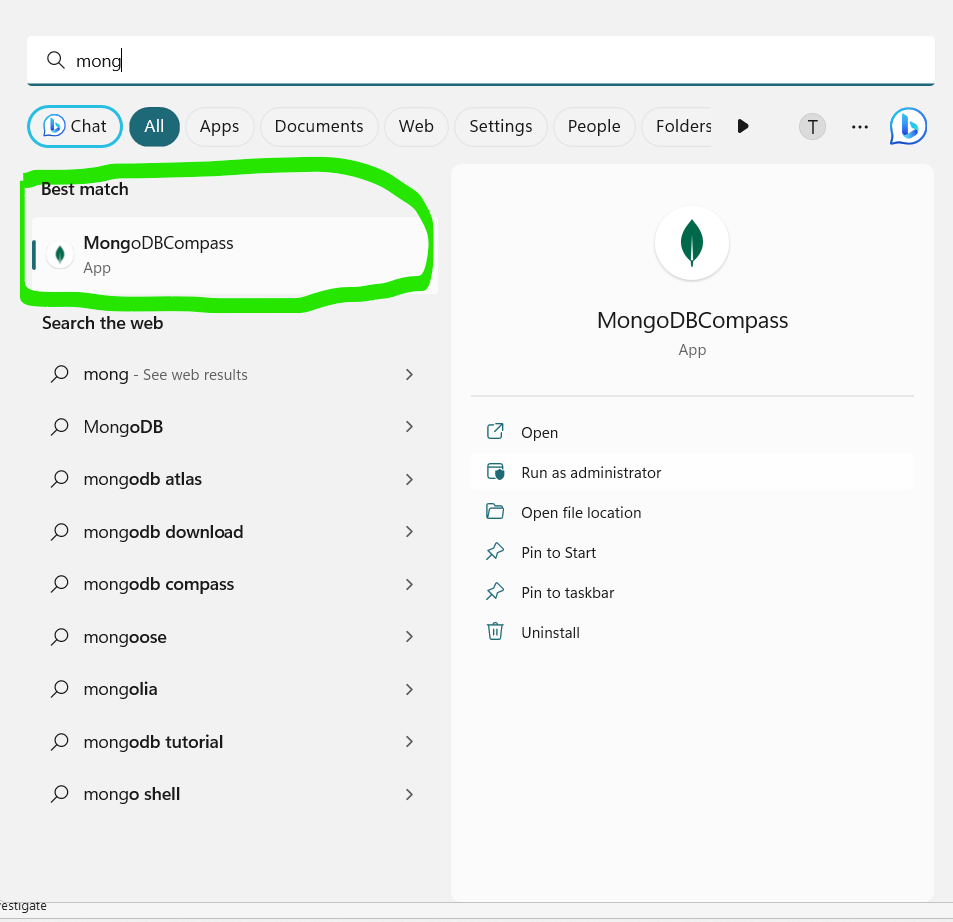 mong
Chat All Apps Documents Web Settings People Folders T ...
Best match
MongoDBCompass
App
Search the web
mong - See web results
MongoDB
mongodb atlas
mongodb download
mongodb compass
mongoose
mongolia
mongodb tutorial
mongo shell
MongoDBCompass
App
Open
Run as administrator
Open file location
Pin to Start
Pin to taskbar
Uninstall
estigate